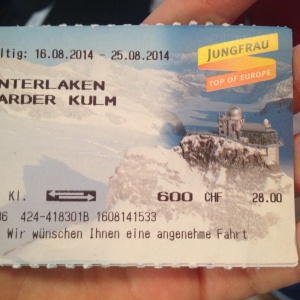 ltig: 16.08.2014 - 25.08.2014
JUNGFRAU
TOP OF EUROPE
NTERLAKEN
ARDER KULM
Kl. 600 CHF 28.00
424-418301B 1608141533
Wir wünschen Ihnen eine angenehme Fahrt